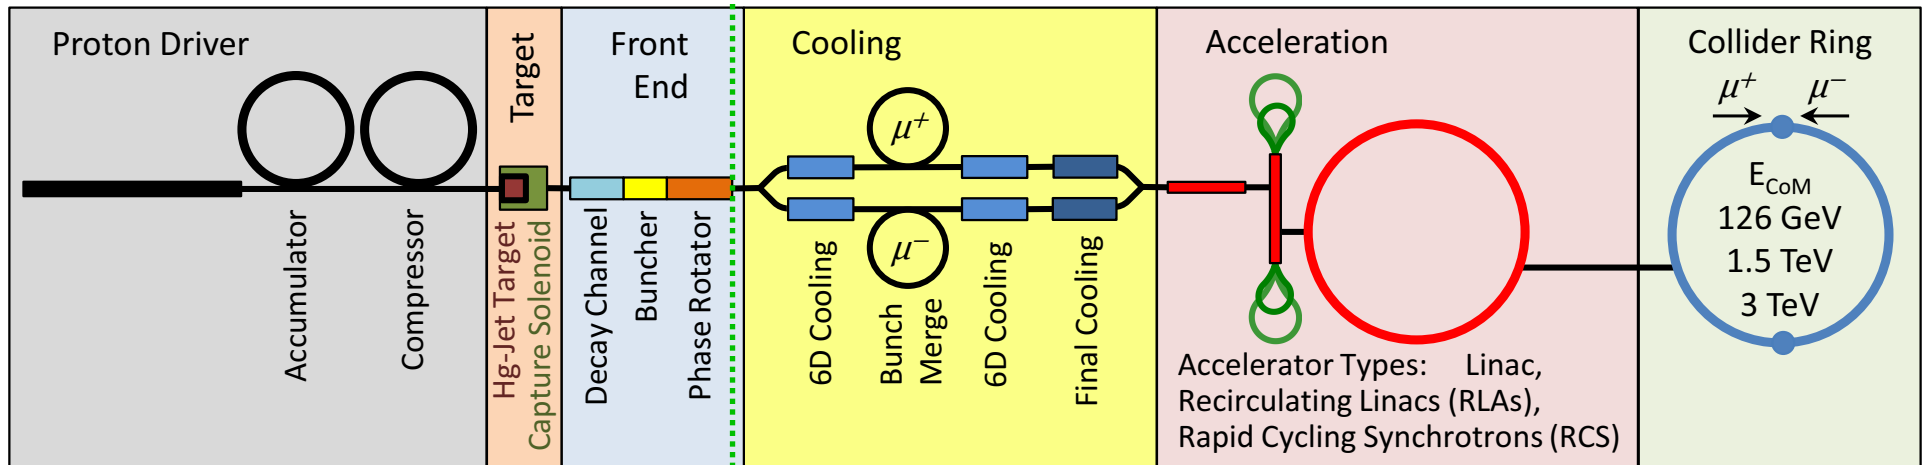 Proton Driver
Accumulator
Compressor
Target
Hg-Jet Target
Capture Solenoid
Front
End
Decay Channel
Buncher
Phase Rotator
Cooling
μ+
μ−
6D Cooling
Bunch
Merge
6D Cooling
Final Cooling
Acceleration
Accelerator Types: Linac,
Recirculating Linacs (RLAs),
Rapid Cycling Synchrotrons (RCS)
Collider Ring
μ+ μ−
ECoM
126 GeV
1.5 TeV
3 TeV